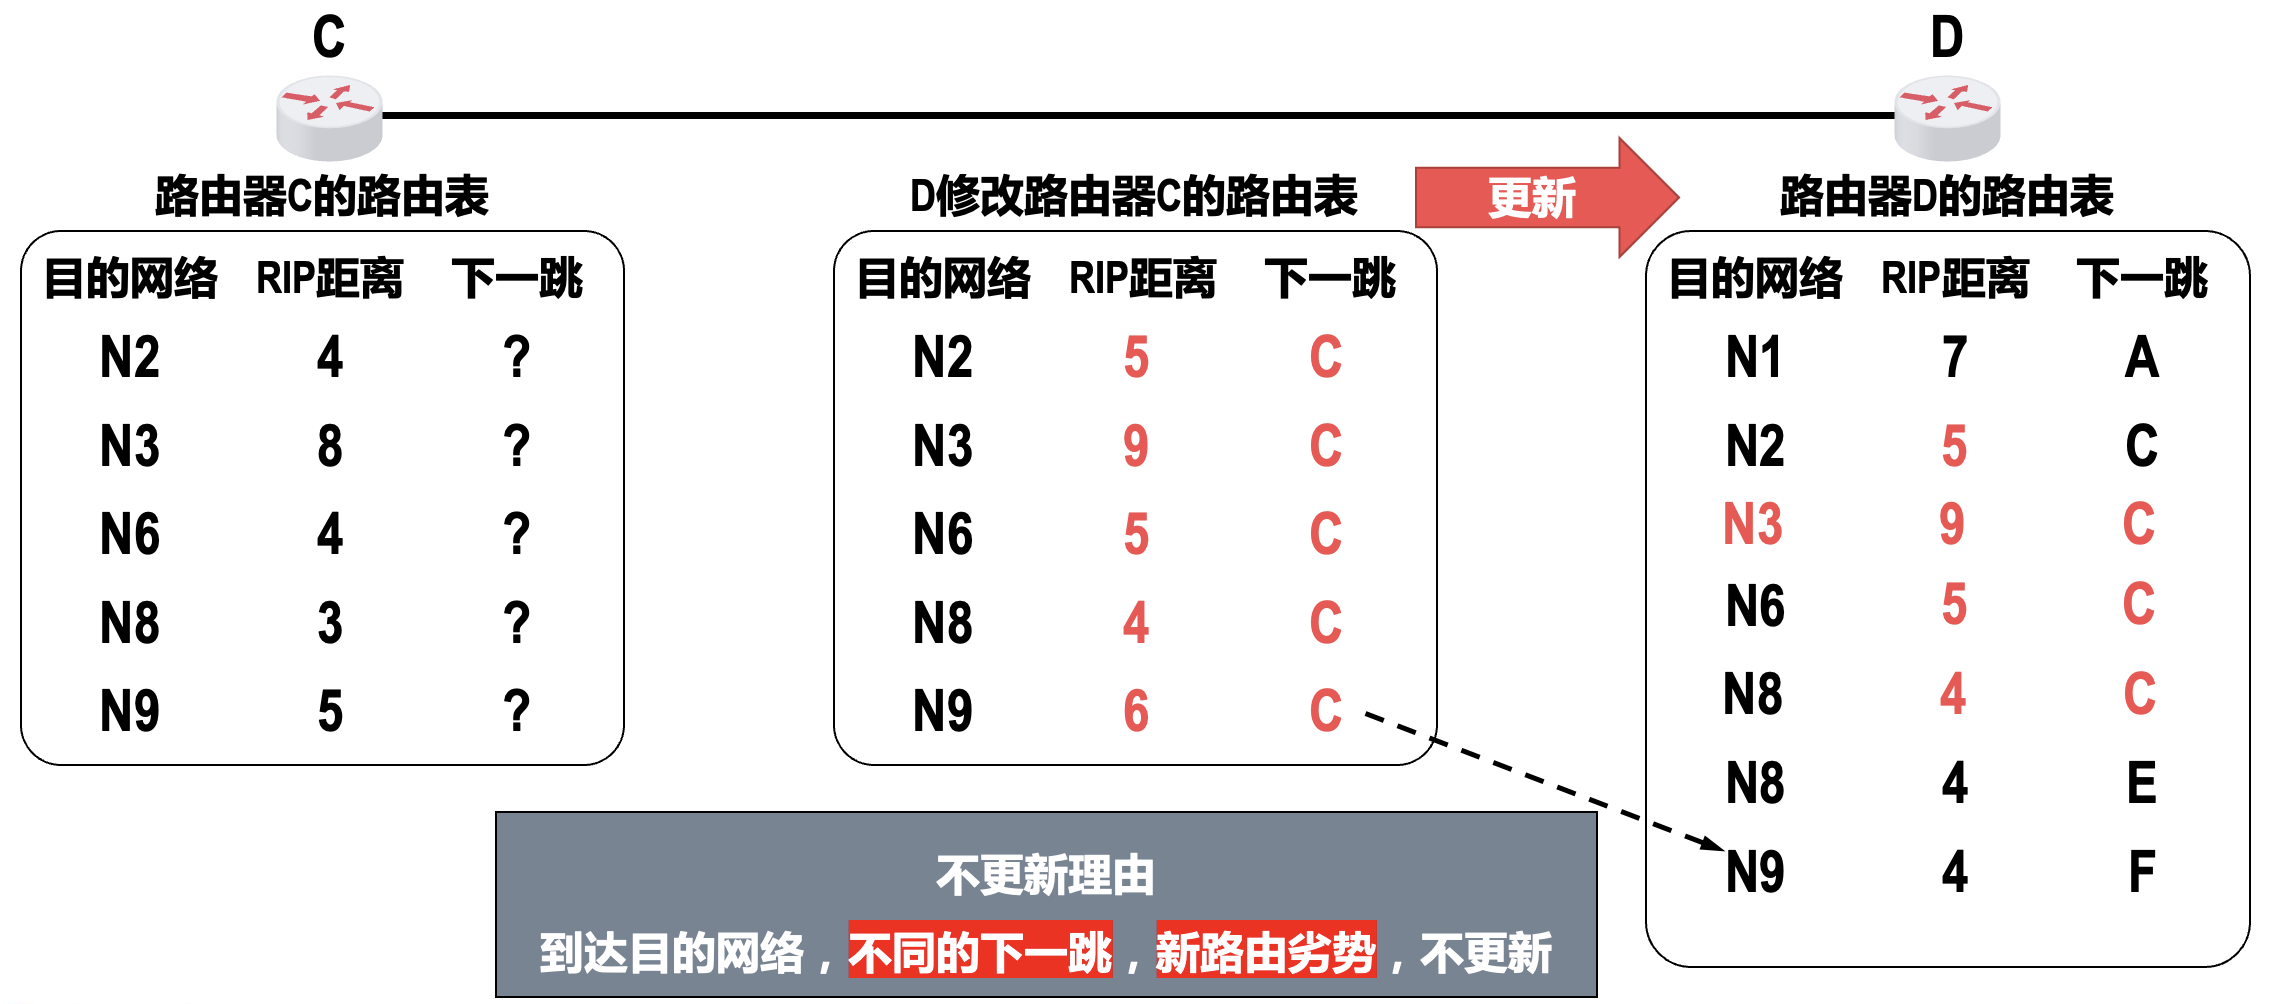 C
D
路由器C的路由表
D修改路由器C的路由表
更新
路由器D的路由表
目的网络 RIP距离 下一跳
N2 4 ?
N3 8 ?
N6 4 ?
N8 3 ?
N9 5 ?
目的网络 RIP距离 下一跳
N2 5 C
N3 9 C
N6 5 C
N8 4 C
N9 6 C
目的网络 RIP距离 下一跳
N1 7 A
N2 5 C
N3 9 C
N6 5 C
N8 4 C
N8 4 E
N9 4 F
不更新理由
到达目的网络，不同的下一跳，新路由劣势，不更新